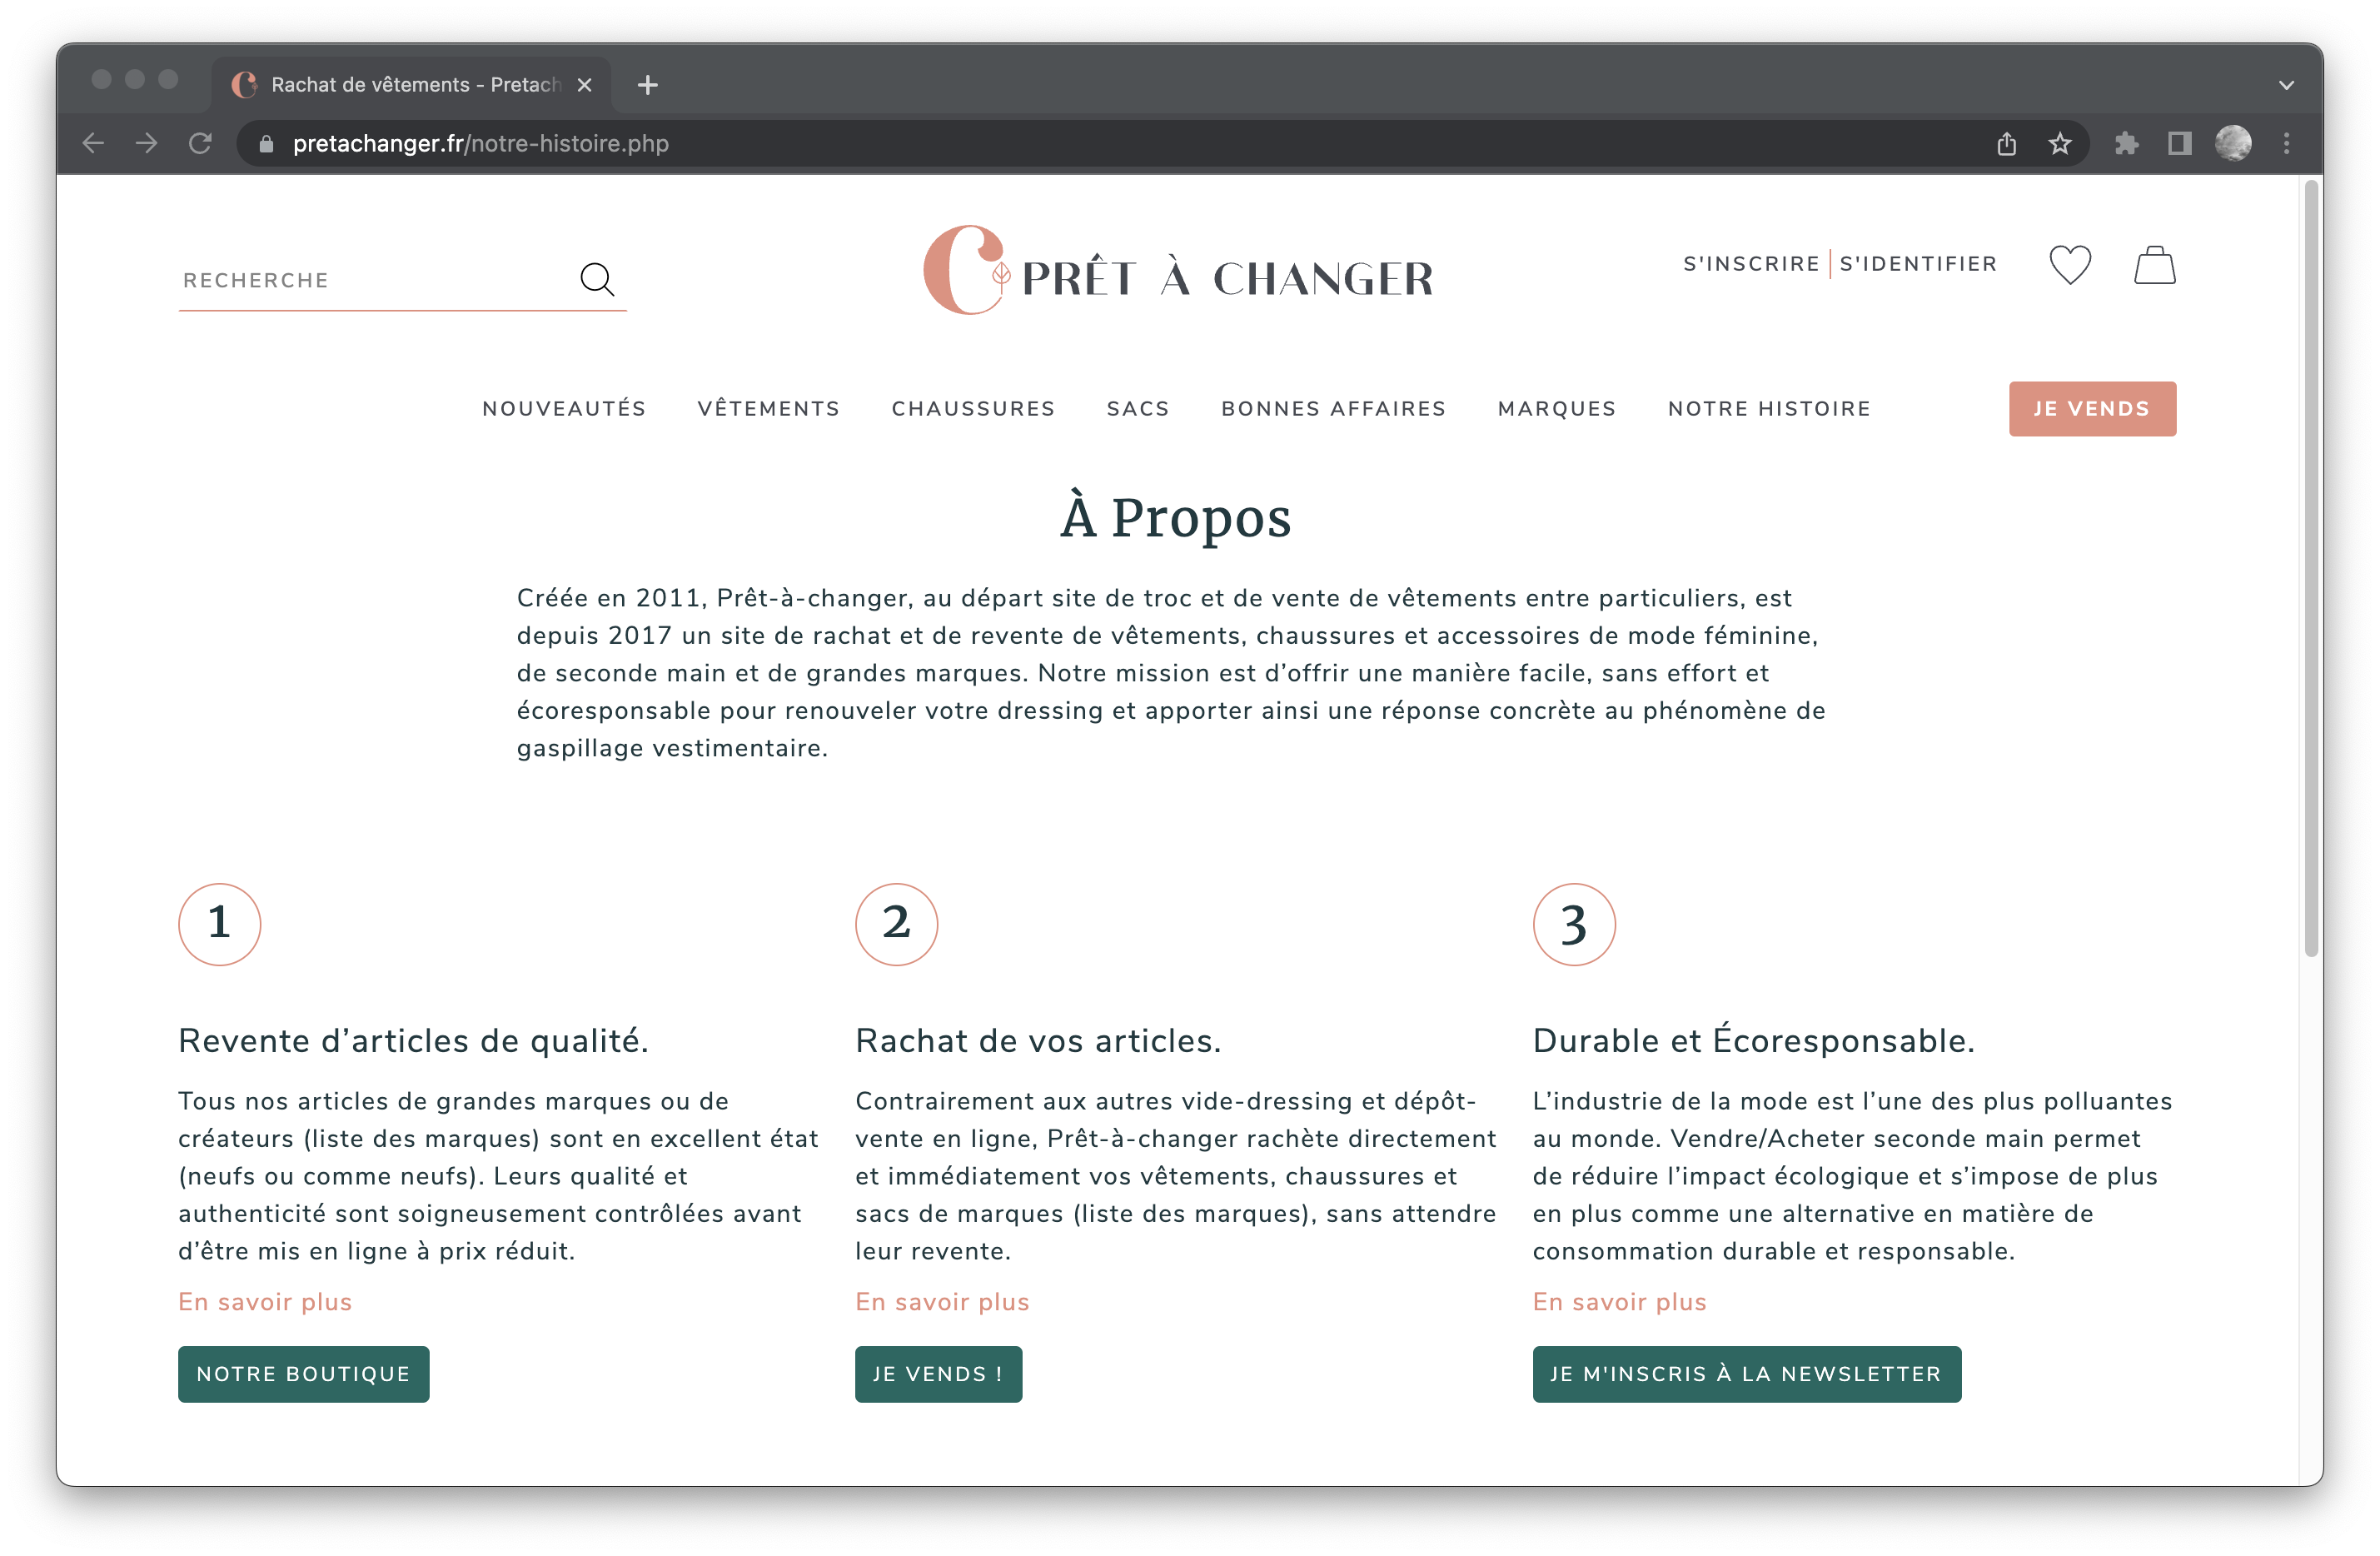 Rachat de vêtements - Pretach
pretachanger.fr/notre-histoire.php
RECHERCHE
PRÊT À CHANGER
S'INSCRIRE S'IDENTIFIER
NOUVEAUTÉS VÊTEMENTS CHAUSSURES SACS BONNES AFFAIRES MARQUES NOTRE HISTOIRE JE VENDS
À Propos
Créée en 2011, Prêt-à-changer, au départ site de troc et de vente de vêtements entre particuliers, est
depuis 2017 un site de rachat et de revente de vêtements, chaussures et accessoires de mode féminine,
de seconde main et de grandes marques. Notre mission est d’offrir une manière facile, sans effort et
écoresponsable pour renouveler votre dressing et apporter ainsi une réponse concrète au phénomène de
gaspillage vestimentaire.
1
Revente d’articles de qualité.
Tous nos articles de grandes marques ou de
créateurs (liste des marques) sont en excellent état
(neufs ou comme neufs). Leurs qualité et
authenticité sont soigneusement contrôlées avant
d’être mis en ligne à prix réduit.
En savoir plus
NOTRE BOUTIQUE
2
Rachat de vos articles.
Contrairement aux autres vide-dressing et dépôt-
vente en ligne, Prêt-à-changer rachète directement
et immédiatement vos vêtements, chaussures et
sacs de marques (liste des marques), sans attendre
leur revente.
En savoir plus
JE VENDS !
3
Durable et Écoresponsable.
L’industrie de la mode est l’une des plus polluantes
au monde. Vendre/Acheter seconde main permet
de réduire l’impact écologique et s’impose de plus
en plus comme une alternative en matière de
consommation durable et responsable.
En savoir plus
JE M'INSCRIS À LA NEWSLETTER